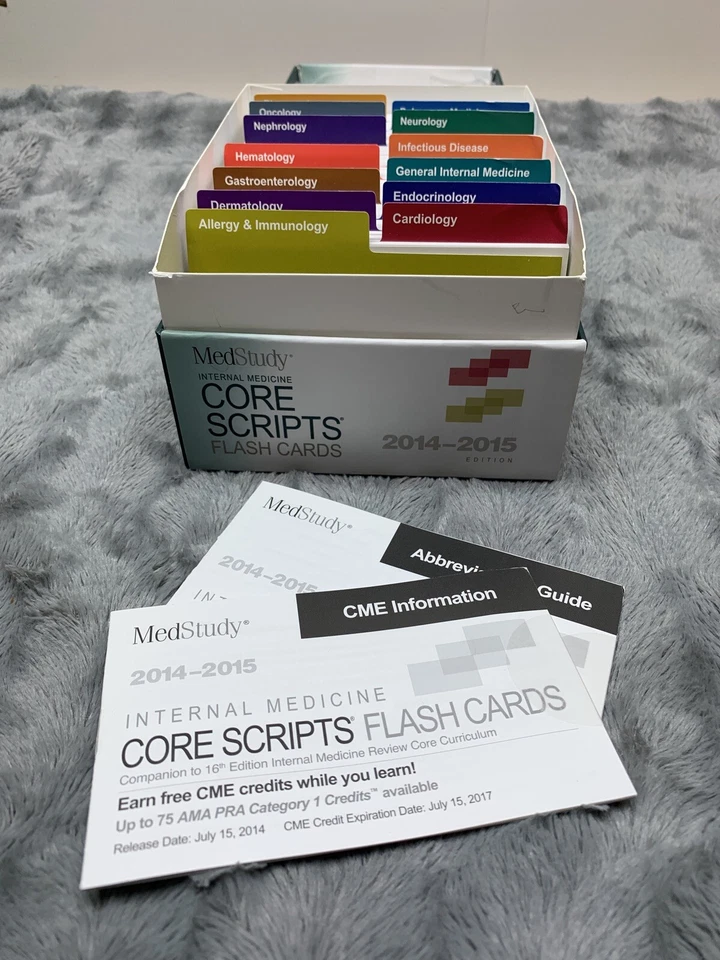 Oncology
Nephrology
Neurology
Hematology
Infectious Disease
Gastroenterology
General Internal Medicine
Dermatology
Endocrinology
Allergy & Immunology
Cardiology
MedStudy®
INTERNAL MEDICINE
CORE
SCRIPTS®
FLASH CARDS
2014–2015
EDITION
MedStudy®
2014–2015
Guide
CME Information
MedStudy®
2014–2015
INTERNAL MEDICINE
CORE SCRIPTS® FLASH CARDS
Companion to 16th Edition Internal Medicine Review Core Curriculum
Earn free CME credits while you learn!
Up to 75 AMA PRA Category 1 Credits™ available
Release Date: July 15, 2014 CME Credit Expiration Date: July 15, 2017